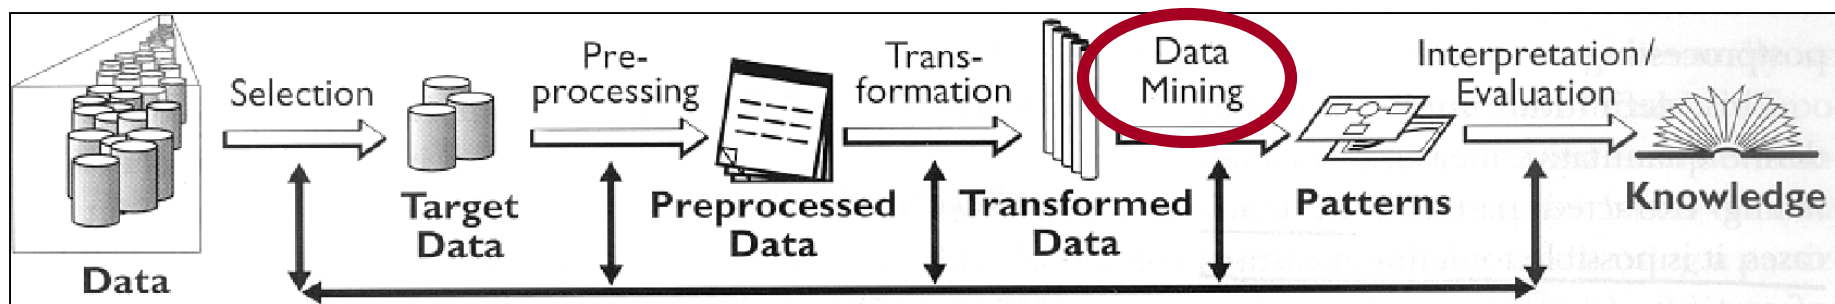 Selection
Pre-
processing
Trans-
formation
Data
Mining
Interpretation/
Evaluation
Data
Target
Data
Preprocessed
Data
Transformed
Data
Patterns
Knowledge